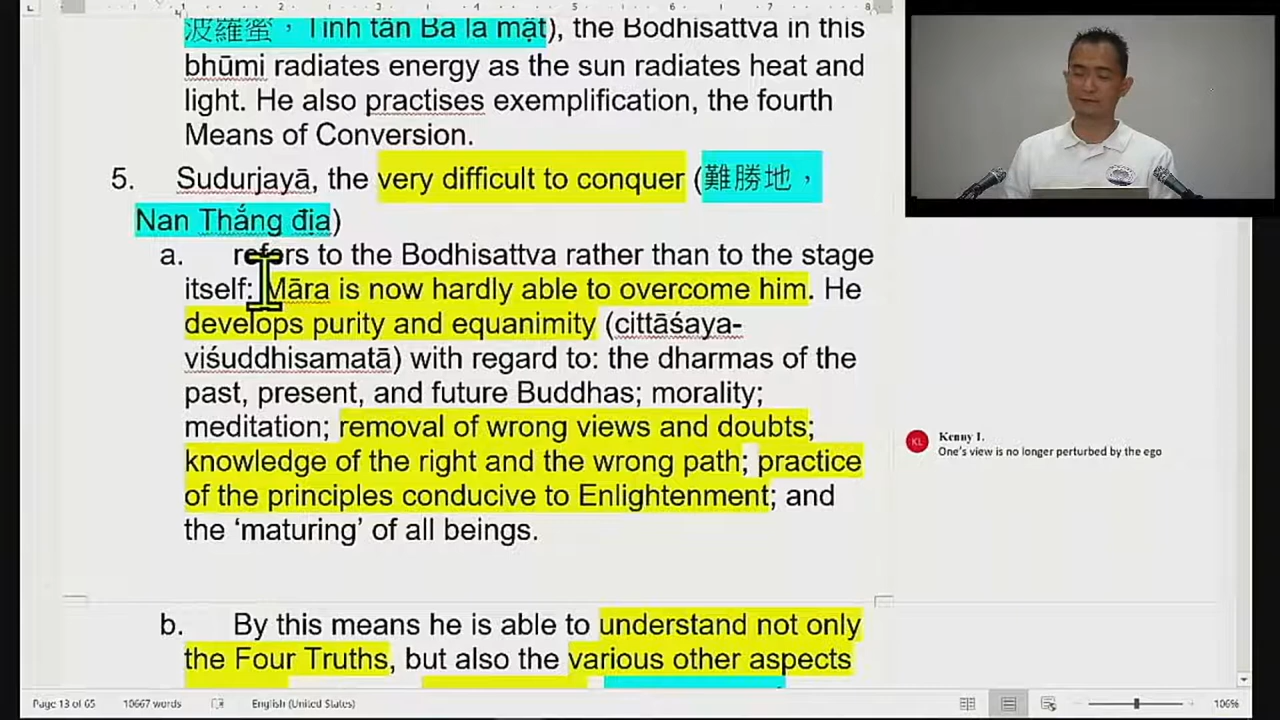 波羅蜜，Tinh tấn Ba la mật), the Bodhisattva in this
bhūmi radiates energy as the sun radiates heat and
light. He also practises exemplification, the fourth
Means of Conversion.
5. Sudurjayā, the very difficult to conquer (難勝地，
Nan Thắng địa)
a. refers to the Bodhisattva rather than to the stage
itself: Māra is now hardly able to overcome him. He
develops purity and equanimity (cittāśaya-
viśuddhisamatā) with regard to: the dharmas of the
past, present, and future Buddhas; morality;
meditation; removal of wrong views and doubts;
knowledge of the right and the wrong path; practice
of the principles conducive to Enlightenment; and
the ‘maturing’ of all beings.
KL Kenny L
One's view is no longer perturbed by the ego
b. By this means he is able to understand not only
the Four Truths, but also the various other aspects
Page 13 of 65 10667 words English (United States) 106%